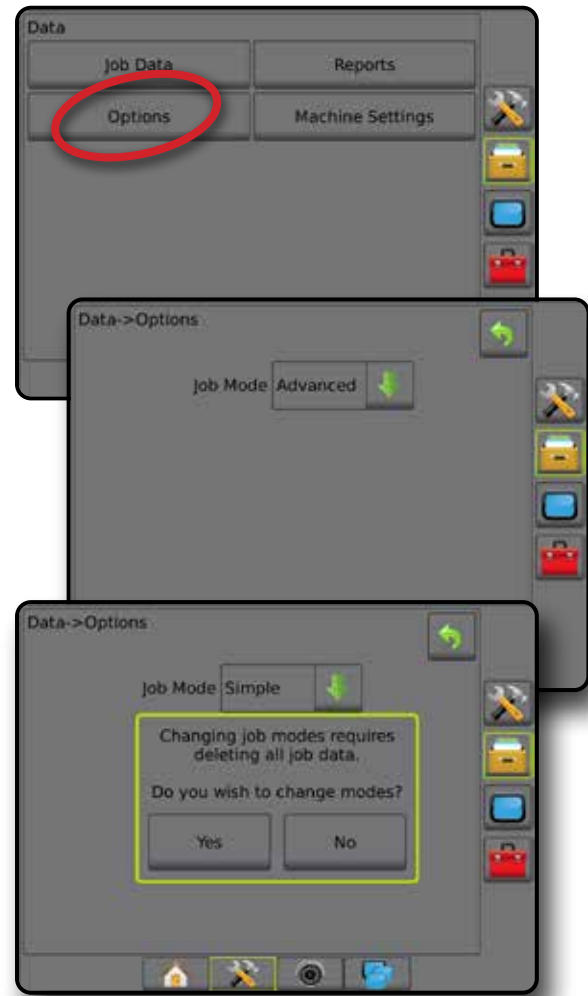 Data
Job Data
Reports
Options
Machine Settings
Data->Options
Job Mode Advanced
Data->Options
Job Mode Simple
Changing job modes requires
deleting all job data.
Do you wish to change modes?
Yes
No